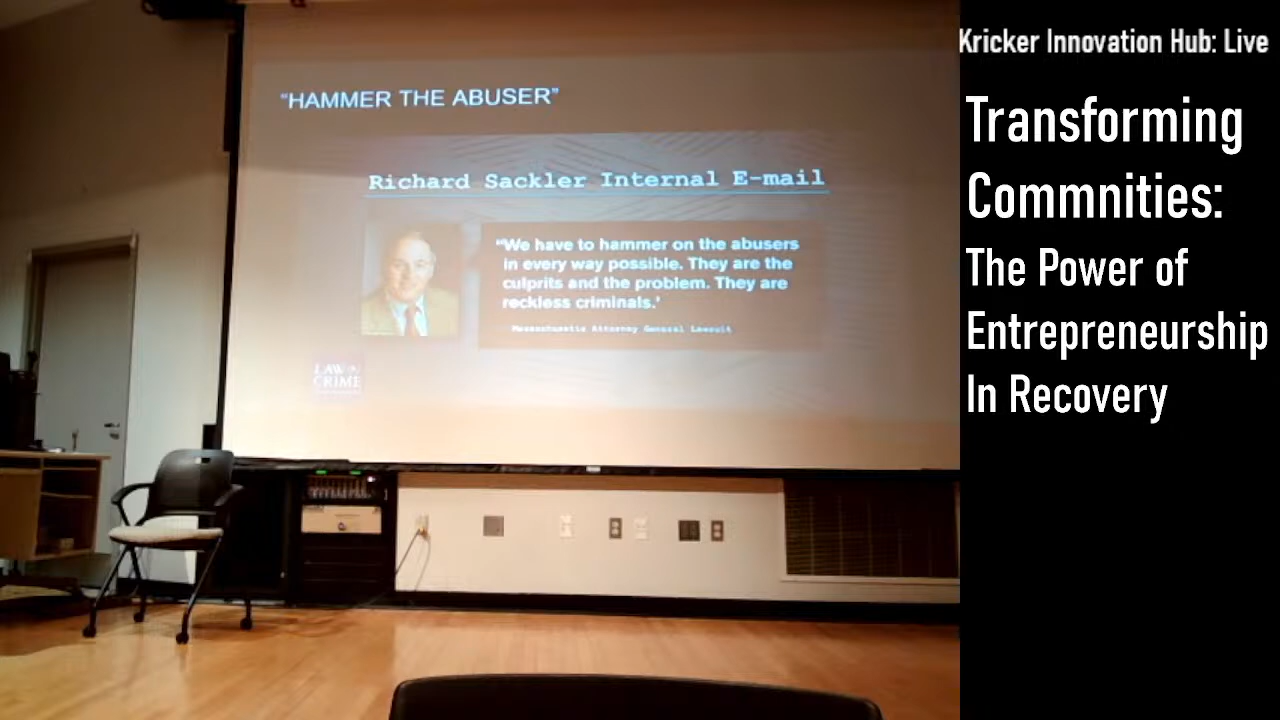 "HAMMER THE ABUSER"
Richard Sackler Internal E-mail
"We have to hammer on the abusers
in every way possible. They are the
culprits and the problem. They are
reckless criminals.'
Massachusetts Attorney General Lawsuit
LAW &
CRIME
Kricker Innovation Hub: Live
Transforming
Commnities:
The Power of
Entrepreneurship
In Recovery